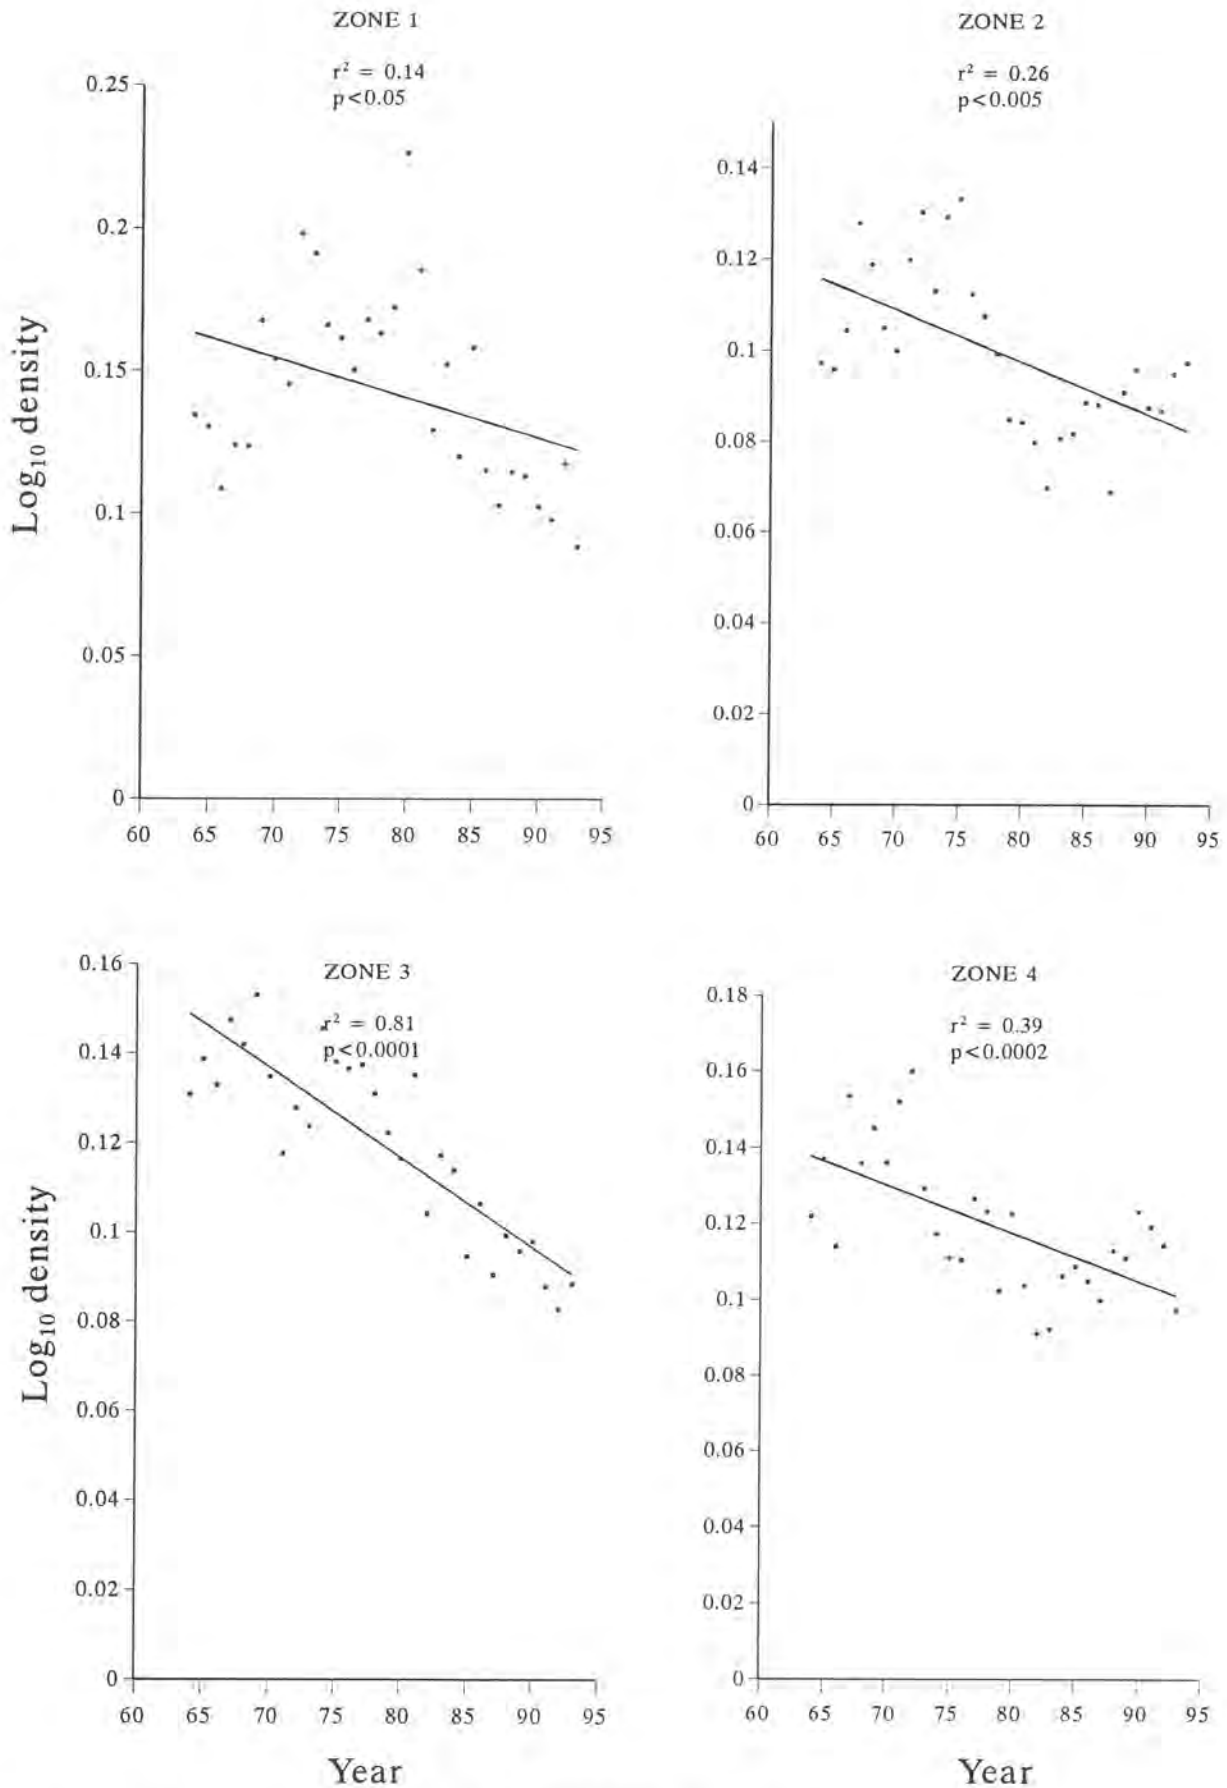 ZONE 1
r² = 0.14
p<0.05
0.25
0.2
0.15
0.1
0.05
0
60 65 70 75 80 85 90 95
Log₁₀ density
ZONE 2
r² = 0.26
p<0.005
0.14
0.12
0.1
0.08
0.06
0.04
0.02
0
60 65 70 75 80 85 90 95
ZONE 3
r² = 0.81
p<0.0001
0.16
0.14
0.12
0.1
0.08
0.06
0.04
0.02
0
60 65 70 75 80 85 90 95
Log₁₀ density
Year
ZONE 4
r² = 0.39
p<0.0002
0.18
0.16
0.14
0.12
0.1
0.08
0.06
0.04
0.02
0
60 65 70 75 80 85 90 95
Year